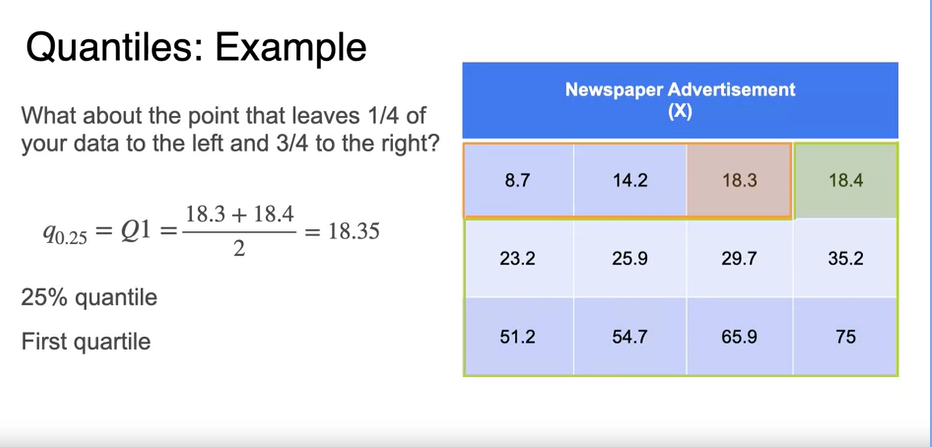 Quantiles: Example
What about the point that leaves 1/4 of
your data to the left and 3/4 to the right?
q0.25 = Q1 = (18.3 + 18.4) / 2 = 18.35
25% quantile
First quartile
Newspaper Advertisement
(X)
8.7 14.2 18.3 18.4
23.2 25.9 29.7 35.2
51.2 54.7 65.9 75